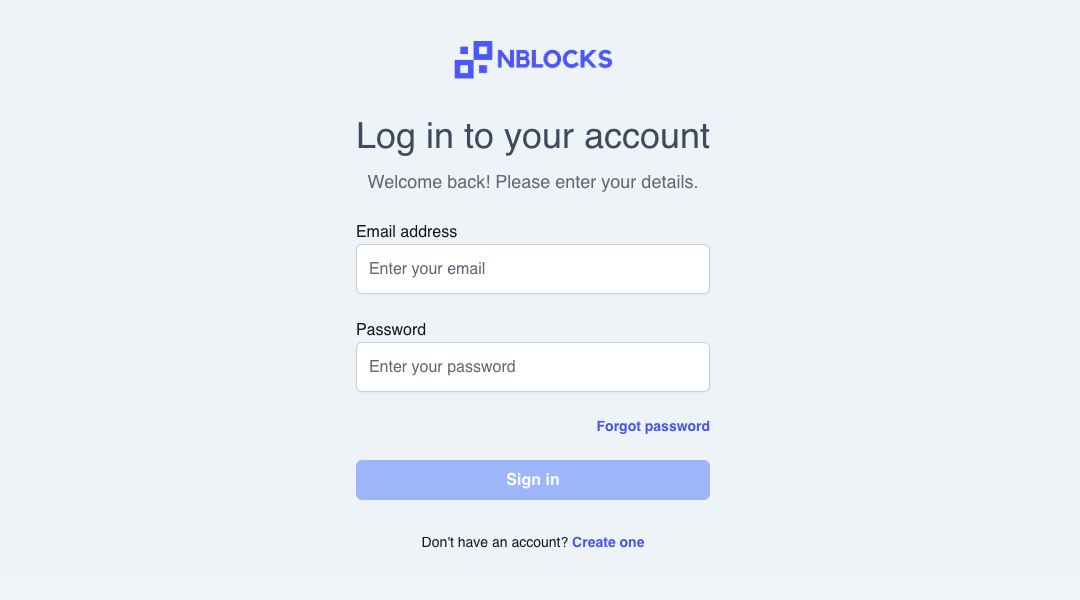 NBLOCKS
Log in to your account
Welcome back! Please enter your details.
Email address
Enter your email
Password
Enter your password
Forgot password
Sign in
Don't have an account? Create one